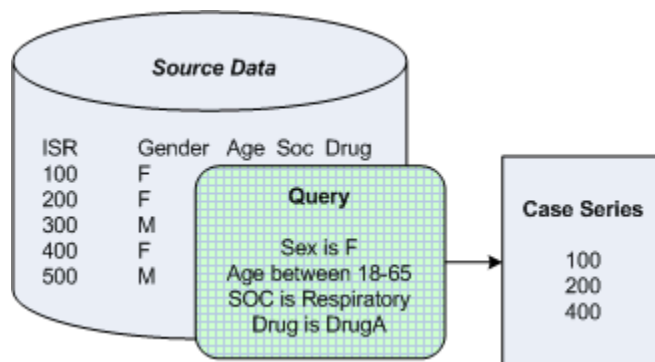 Source Data
ISR Gender Age Soc Drug
100 F
200 F
300 M
400 F
500 M
Query
Sex is F
Age between 18-65
SOC is Respiratory
Drug is DrugA
Case Series
100
200
400